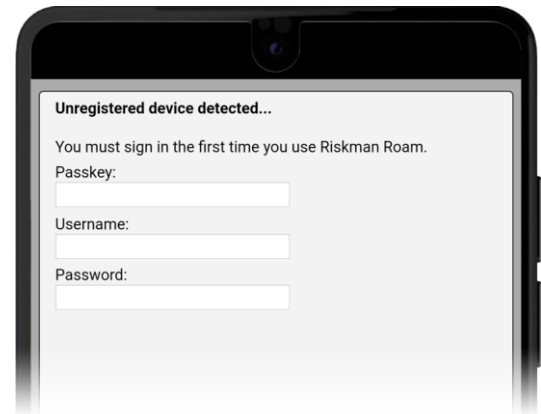 Unregistered device detected...
You must sign in the first time you use Riskman Roam.
Passkey:
Username:
Password: